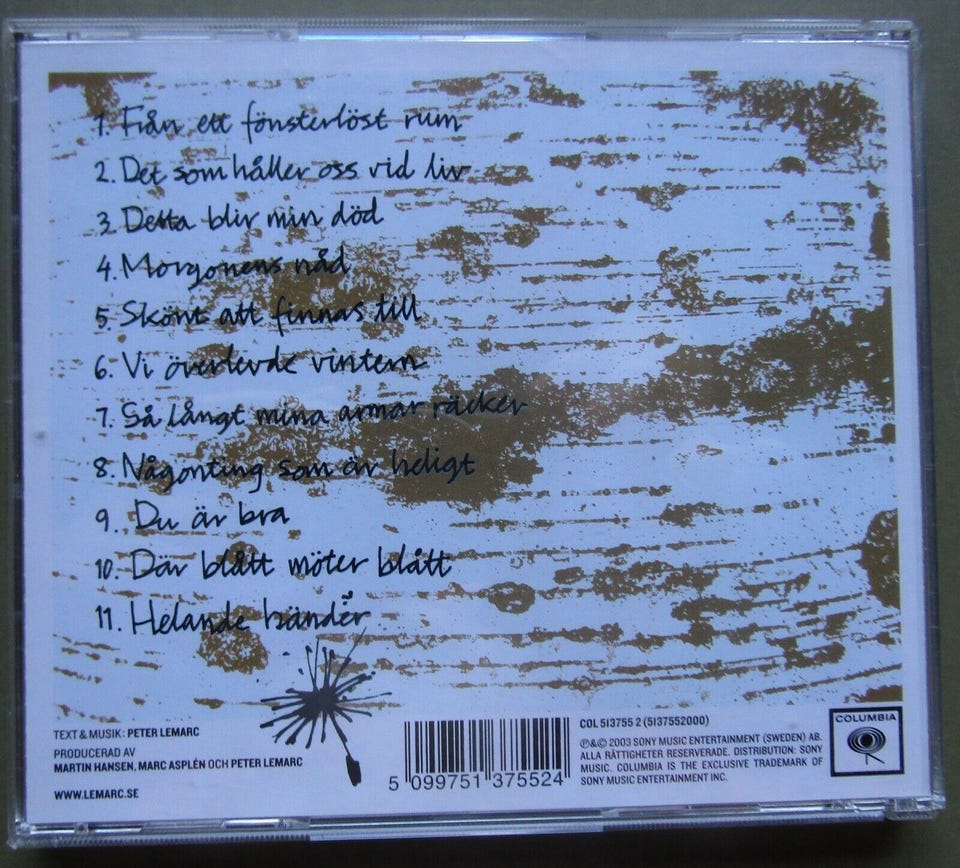 1. Från ett fönsterlöst rum
2. Det som håller oss vid liv
3. Detta blir min död
4. Morgonens nåd
5. Skönt att finnas till
6. Vi överlevde vintern
7. Så långt mina armar räcker
8. Någonting som är heligt
9. Du är bra
10. Där blått möter blått
11. Helande händer
TEXT & MUSIK: PETER LEMARC
PRODUCERAD AV
MARTIN HANSEN, MARC ASPLÉN OCH PETER LEMARC
WWW.LEMARC.SE
5 099751 375524
COL 513755 2 (5137552000)
℗&© 2003 SONY MUSIC ENTERTAINMENT (SWEDEN) AB.
ALLA RÄTTIGHETER RESERVERADE. DISTRIBUTION: SONY
MUSIC. COLUMBIA IS THE EXCLUSIVE TRADEMARK OF
SONY MUSIC ENTERTAINMENT INC.
COLUMBIA